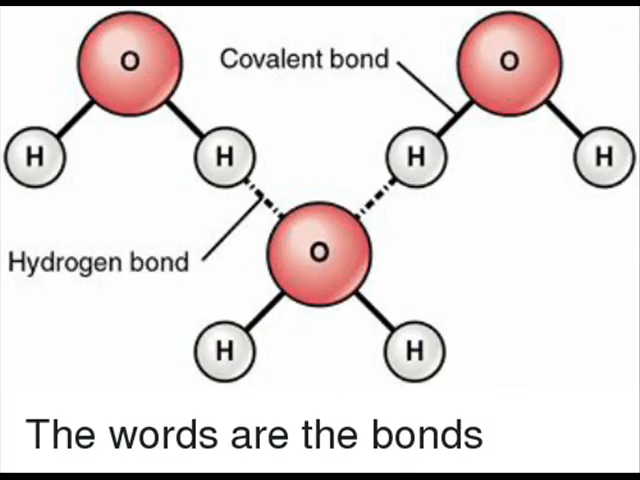 O Covalent bond O
H H H H
Hydrogen bond O
H H
The words are the bonds